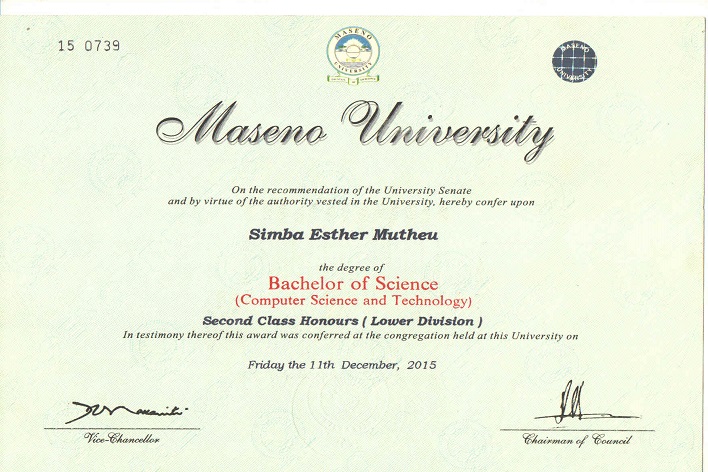 15 0739
MASENO
UNIVERSITY
MASENO
UNIVERSITY
Maseno University
On the recommendation of the University Senate
and by virtue of the authority vested in the University, hereby confer upon
Simba Esther Mutheu
the degree of
Bachelor of Science
(Computer Science and Technology)
Second Class Honours ( Lower Division )
In testimony thereof this award was conferred at the congregation held at this University on
Friday the 11th December, 2015
Vice-Chancellor
Chairman of Council